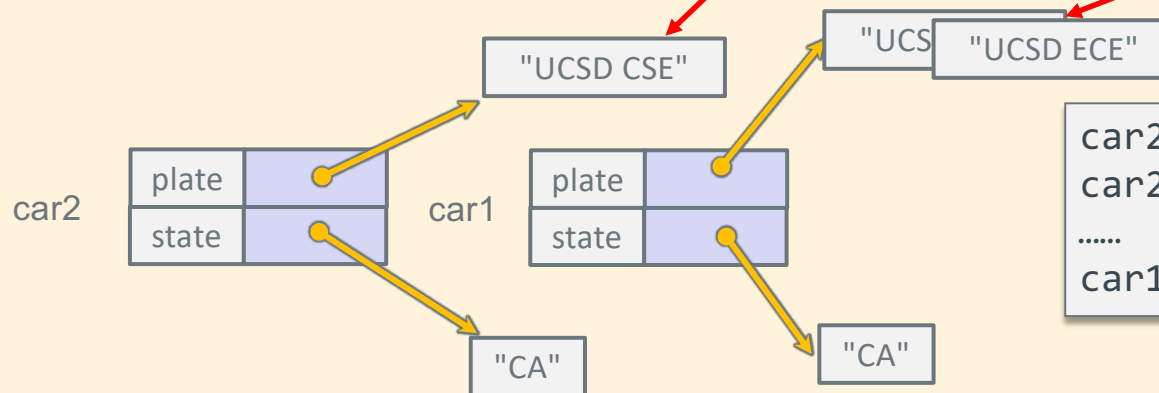 "UCSD CSE"
"UCS
"UCSD ECE"
car2
plate
state
car1
plate
state
car2
car2
......
car1
"CA"
"CA"